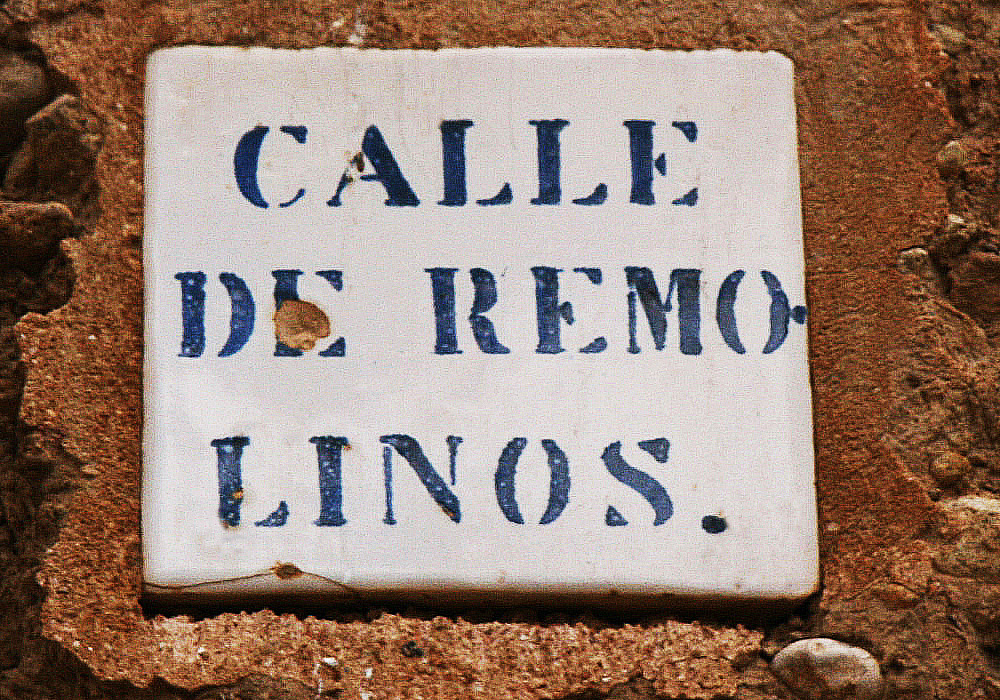 CALLE
DE REMO-
LINOS.